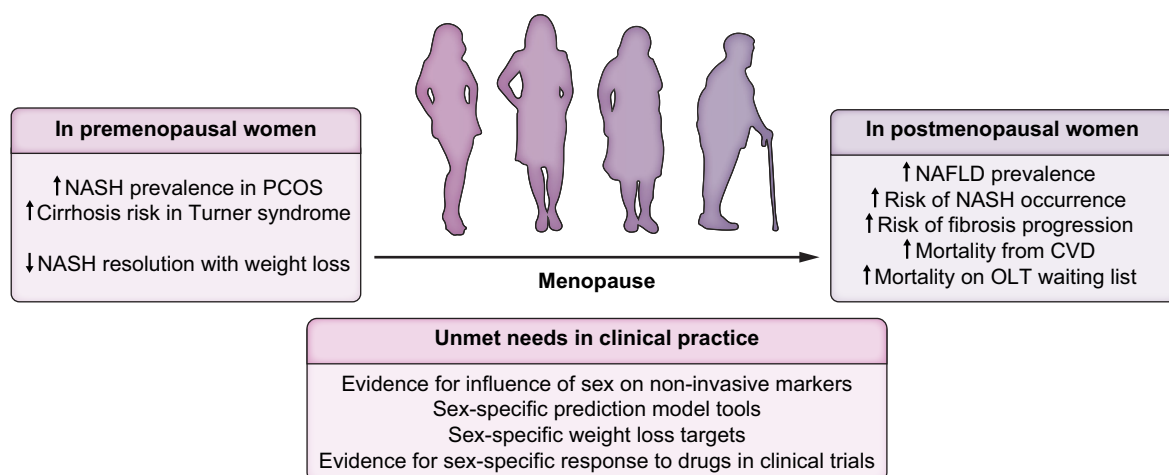 In premenopausal women
↑NASH prevalence in PCOS
↑Cirrhosis risk in Turner syndrome
↓NASH resolution with weight loss
Menopause
In postmenopausal women
↑NAFLD prevalence
↑Risk of NASH occurrence
↑Risk of fibrosis progression
↑Mortality from CVD
↑Mortality on OLT waiting list
Unmet needs in clinical practice
Evidence for influence of sex on non-invasive markers
Sex-specific prediction model tools
Sex-specific weight loss targets
Evidence for sex-specific response to drugs in clinical trials